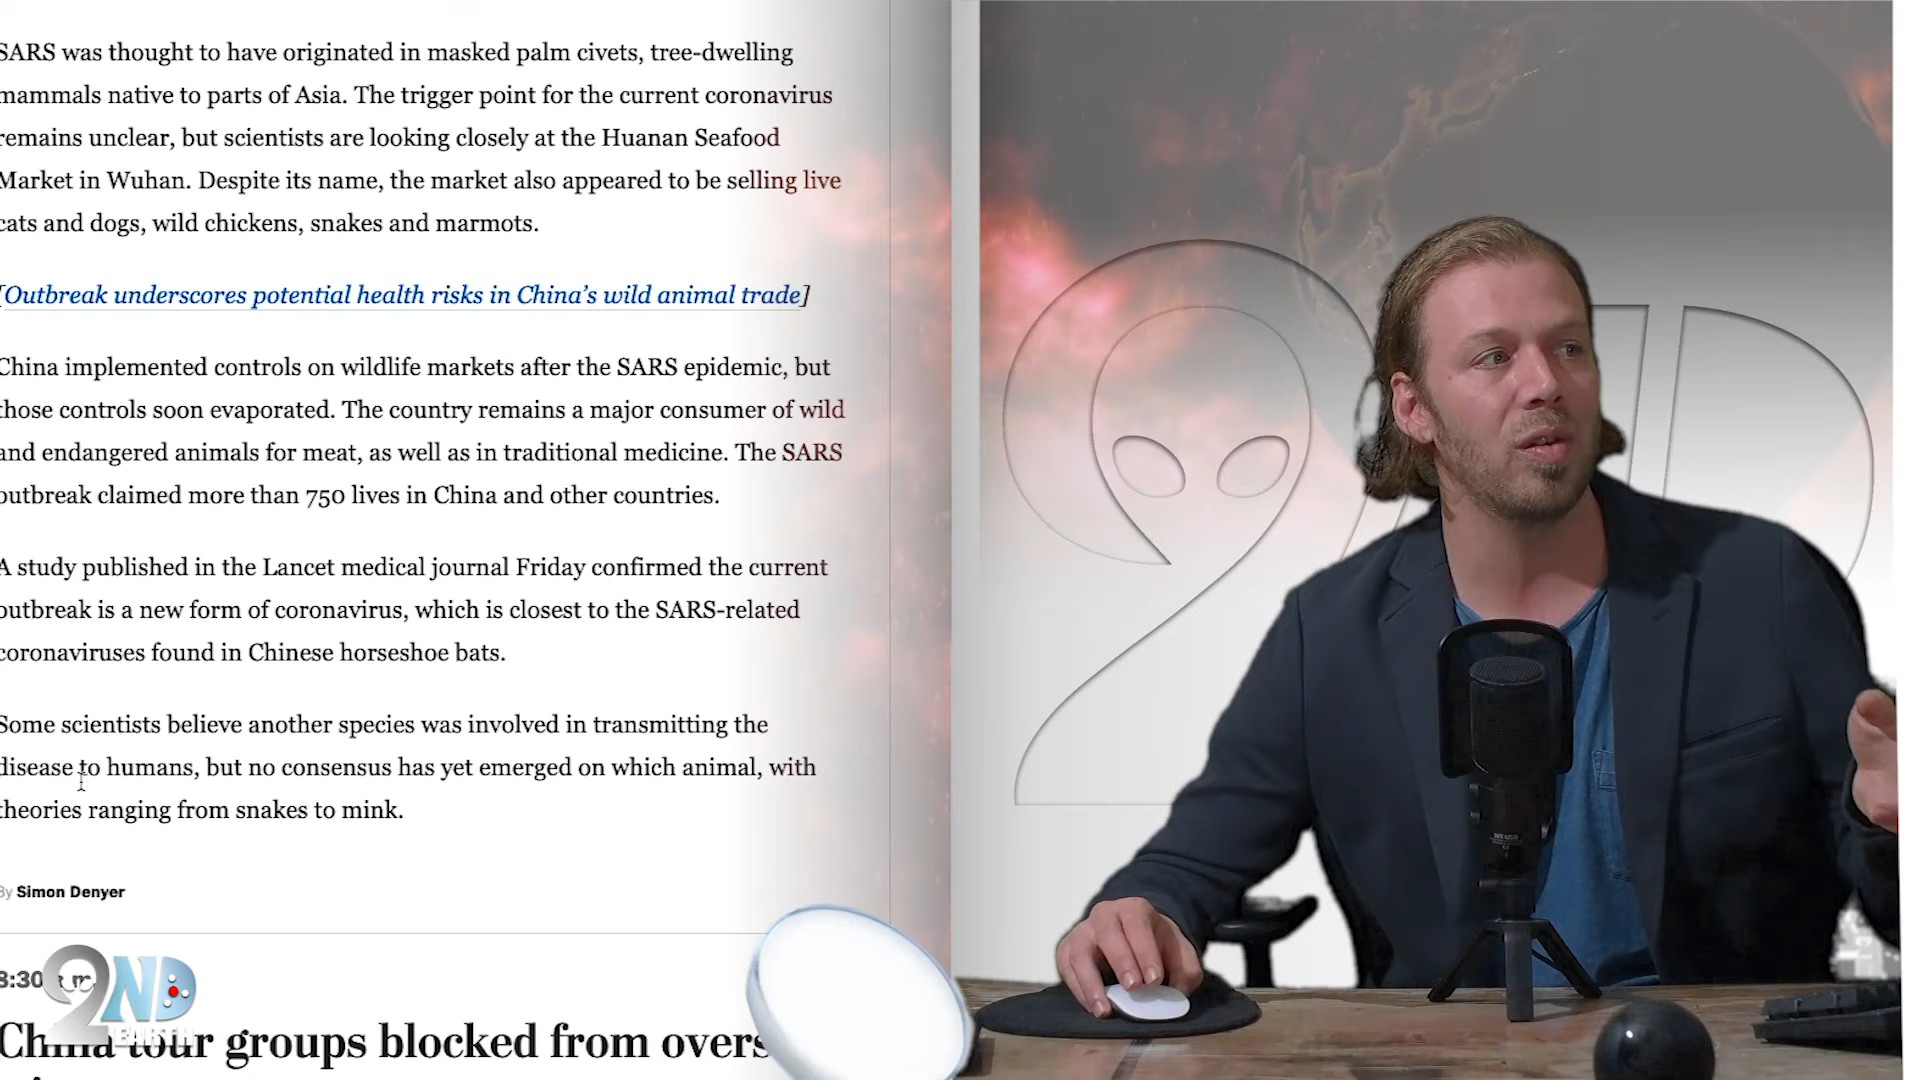 SARS was thought to have originated in masked palm civets, tree-dwelling
mammals native to parts of Asia. The trigger point for the current coronavirus
remains unclear, but scientists are looking closely at the Huanan Seafood
Market in Wuhan. Despite its name, the market also appeared to be selling live
cats and dogs, wild chickens, snakes and marmots.
[Outbreak underscores potential health risks in China's wild animal trade]
China implemented controls on wildlife markets after the SARS epidemic, but
those controls soon evaporated. The country remains a major consumer of wild
and endangered animals for meat, as well as in traditional medicine. The SARS
outbreak claimed more than 750 lives in China and other countries.
A study published in the Lancet medical journal Friday confirmed the current
outbreak is a new form of coronavirus, which is closest to the SARS-related
coronaviruses found in Chinese horseshoe bats.
Some scientists believe another species was involved in transmitting the
disease to humans, but no consensus has yet emerged on which animal, with
theories ranging from snakes to mink.
By Simon Denyer
8:30
2ND
EARTH
China tour groups blocked from overs
2
D